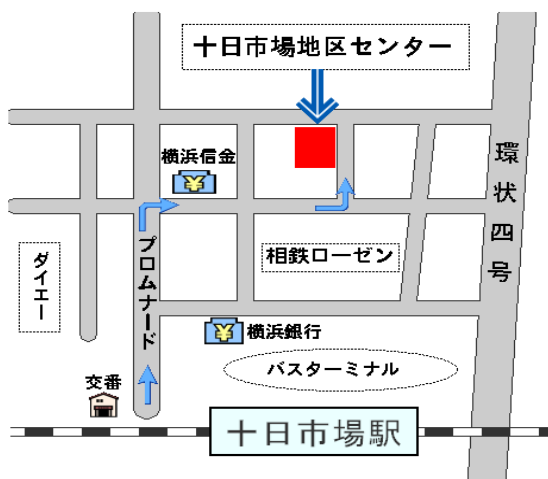 十日市場地区センター
横浜信金
環状四号
相鉄ローゼン
ダイエー
プロムナード
横浜銀行
バスターミナル
交番
十日市場駅